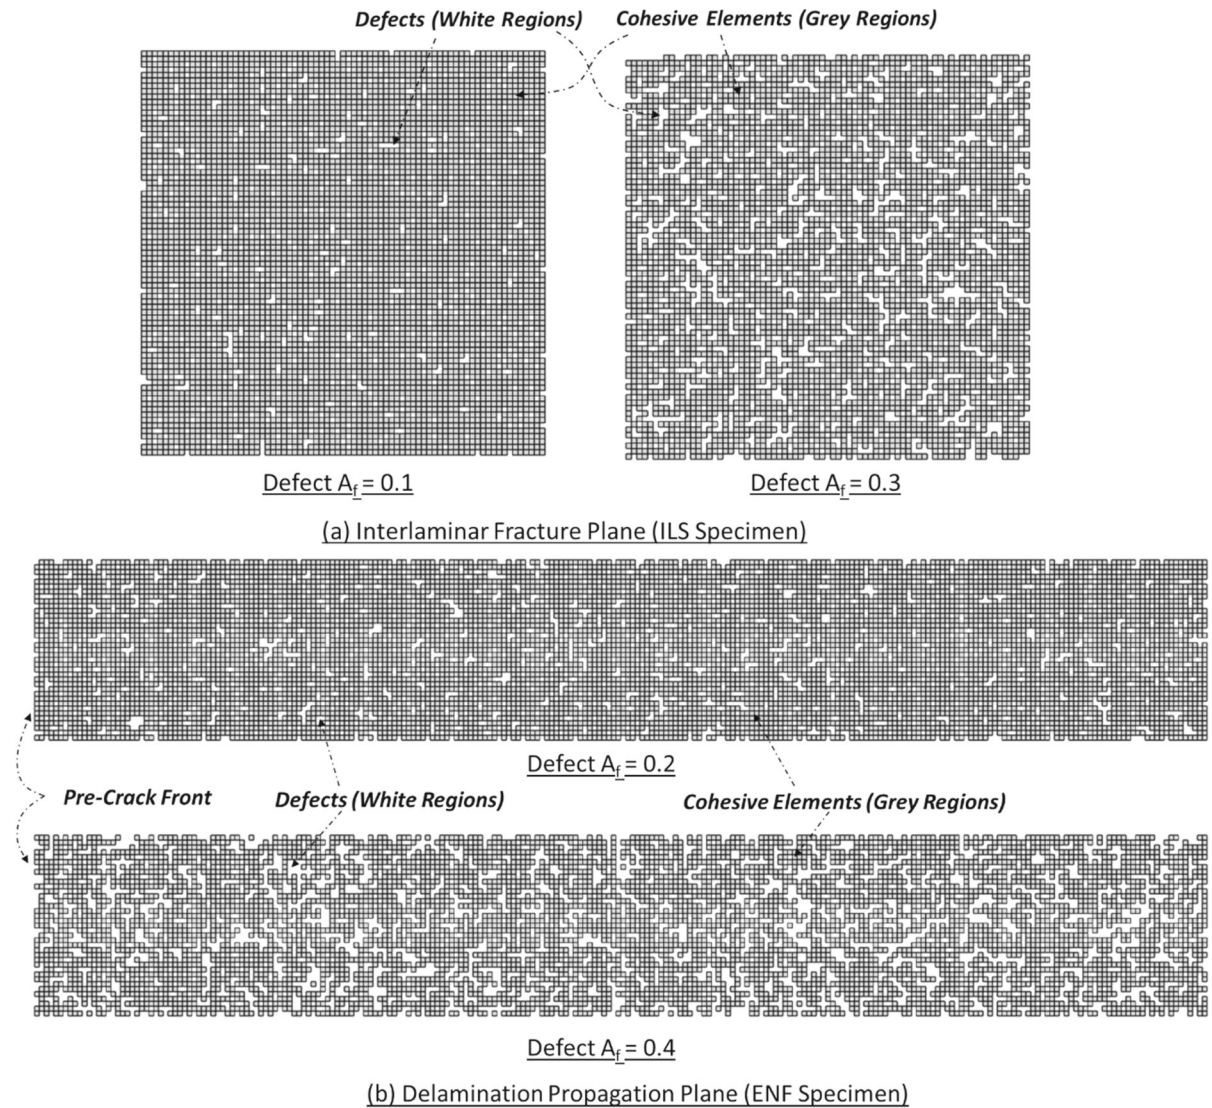 Defects (White Regions)
Cohesive Elements (Grey Regions)
Defect Af = 0.1
Defect Af = 0.3
(a) Interlaminar Fracture Plane (ILS Specimen)
Defect Af = 0.2
Pre-Crack Front
Defects (White Regions)
Cohesive Elements (Grey Regions)
Defect Af = 0.4
(b) Delamination Propagation Plane (ENF Specimen)